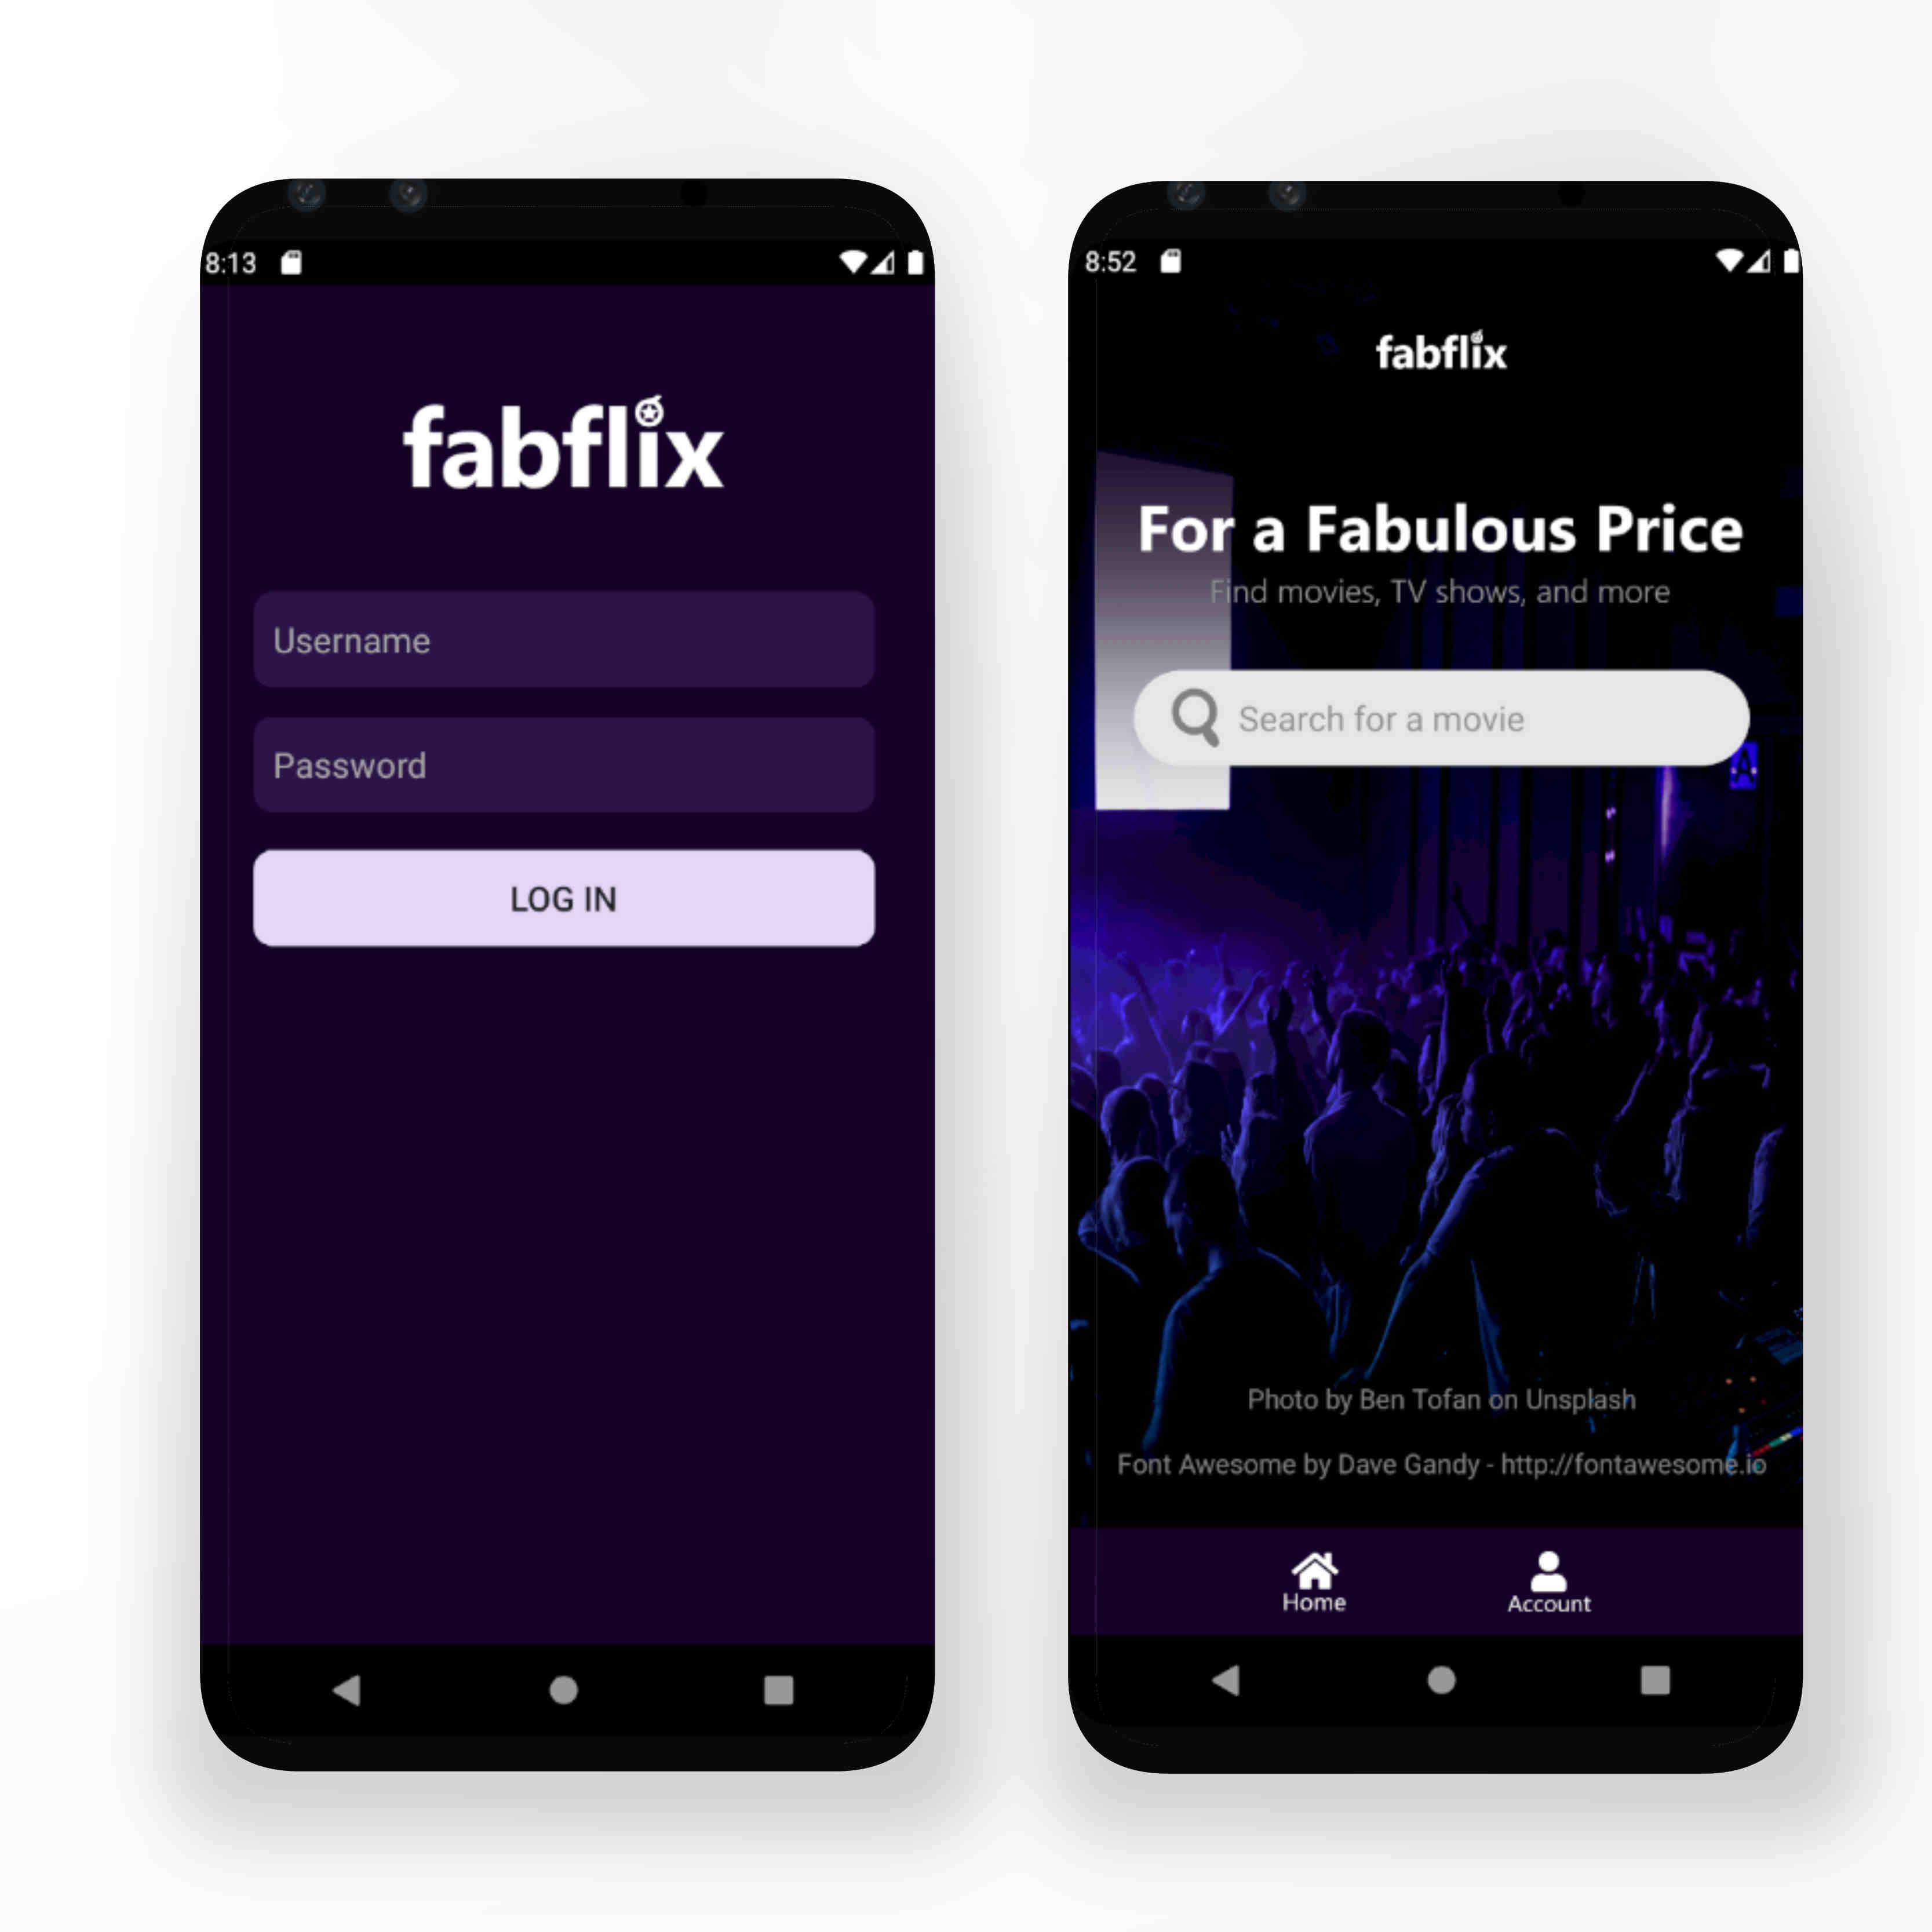 8:13
fabflix
Username
Password
LOG IN
8:52
fabflix
For a Fabulous Price
Find movies, TV shows, and more
Search for a movie
A
Photo by Ben Tofan on Unsplash
Font Awesome by Dave Gandy - http://fontawesome.io
Home
Account